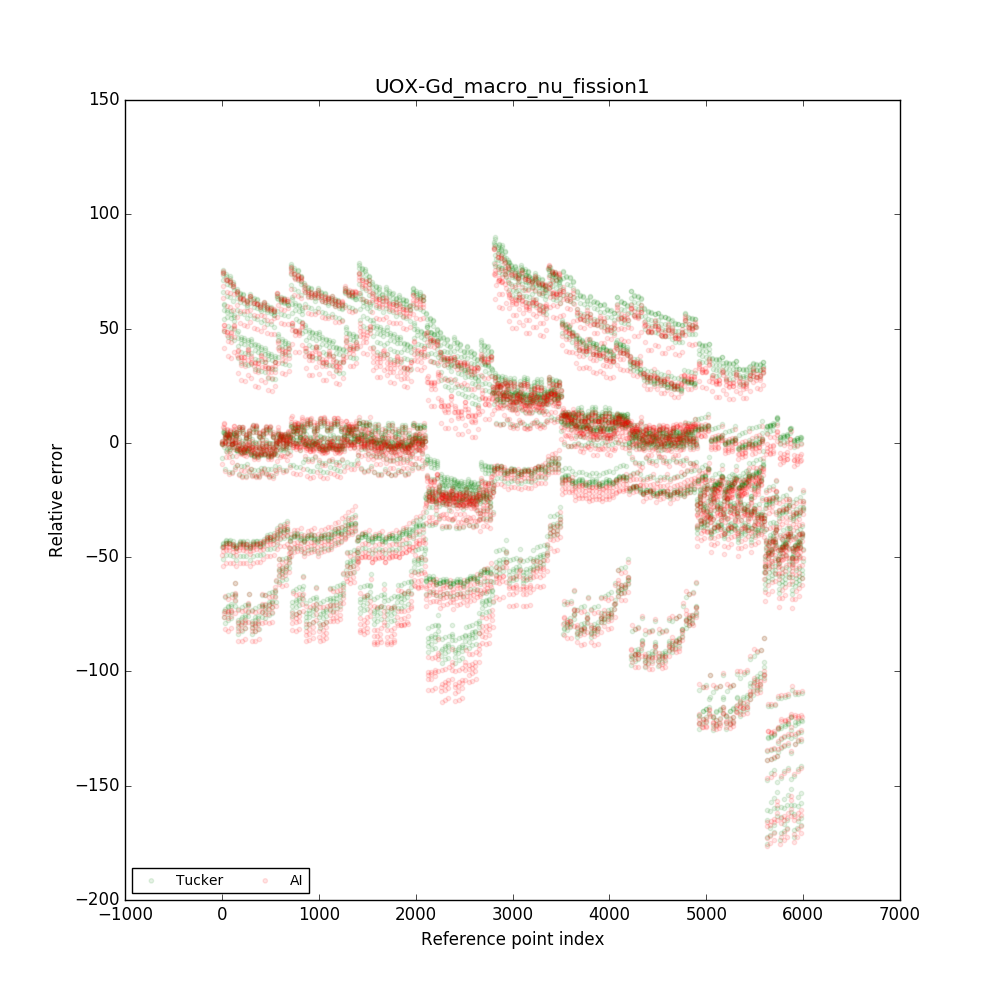 UOX-Gd_macro_nu_fission1
150
100
50
0
−50
−100
−150
−200
Relative error
Tucker AI
−1000 0 1000 2000 3000 4000 5000 6000 7000
Reference point index